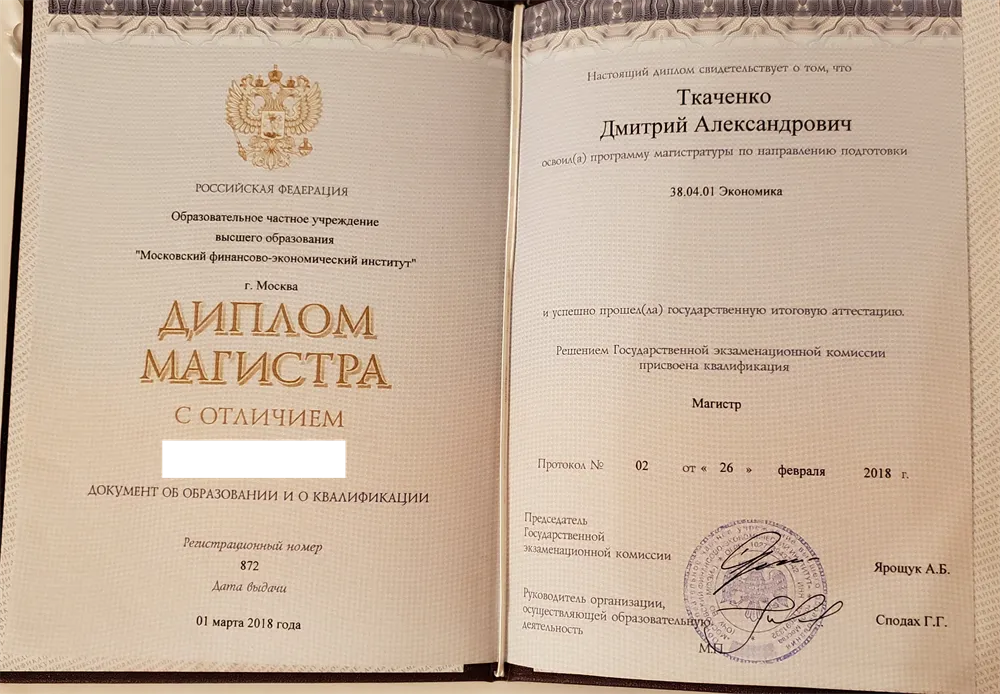 РОССИЙСКАЯ ФЕДЕРАЦИЯ
Образовательное частное учреждение
высшего образования
"Московский финансово-экономический институт"
г. Москва
ДИПЛОМ
МАГИСТРА
С ОТЛИЧИЕМ
ДОКУМЕНТ ОБ ОБРАЗОВАНИИ И О КВАЛИФИКАЦИИ
Регистрационный номер
872
Дата выдачи
01 марта 2018 года
Настоящий диплом свидетельствует о том, что
Ткаченко
Дмитрий Александрович
освоил(а) программу магистратуры по направлению подготовки
38.04.01 Экономика
и успешно прошел(ла) государственную итоговую аттестацию.
Решением Государственной экзаменационной комиссии
присвоена квалификация
Магистр
Протокол № 02 от « 26 » февраля 2018 г.
Председатель
Государственной
экзаменационной комиссии
Ярощук А.Б.
Руководитель организации,
осуществляющей образовательную
деятельность
Сподах Г.Г.
М.П.